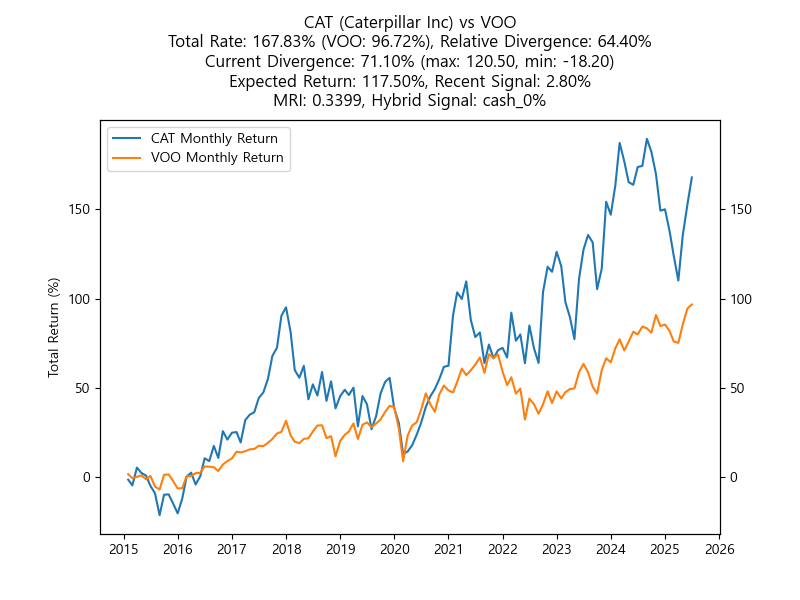 CAT (Caterpillar Inc) vs VOO
Total Rate: 167.83% (VOO: 96.72%), Relative Divergence: 64.40%
Current Divergence: 71.10% (max: 120.50, min: -18.20)
Expected Return: 117.50%, Recent Signal: 2.80%
MRI: 0.3399, Hybrid Signal: cash_0%
CAT Monthly Return
VOO Monthly Return
Total Return (%)
150
100
50
0
150
100
50
0
2015 2016 2017 2018 2019 2020 2021 2022 2023 2024 2025 2026